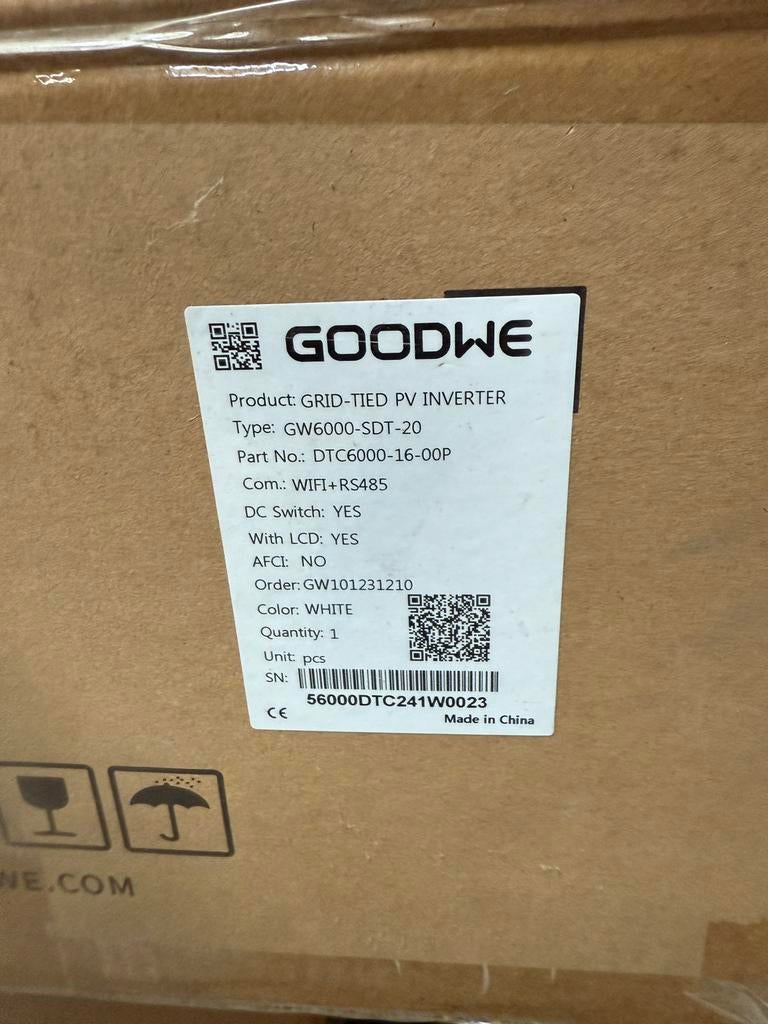 GOODWE
Product: GRID-TIED PV INVERTER
Type: GW6000-SDT-20
Part No.: DTC6000-16-00P
Com.: WIFI+RS485
DC Switch: YES
With LCD: YES
AFCI: NO
Order: GW101231210
Color: WHITE
Quantity: 1
Unit: pcs
SN:
56000DTC241W0023
CE Made in China
WE.COM